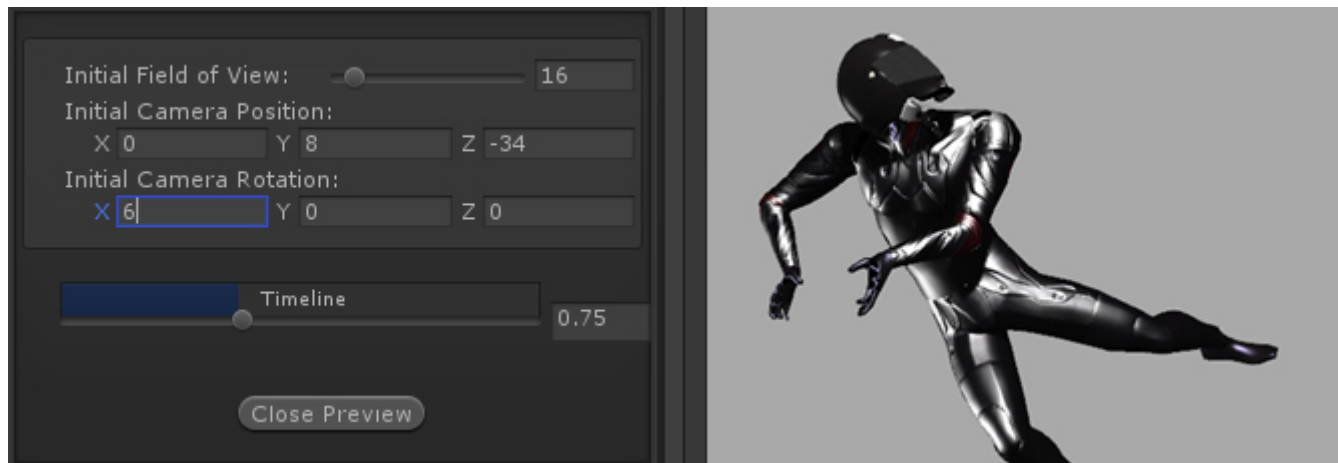 Initial Field of View: 16
Initial Camera Position:
X 0 Y 8 Z -34
Initial Camera Rotation:
X 6 Y 0 Z 0
Timeline
0.75
Close Preview